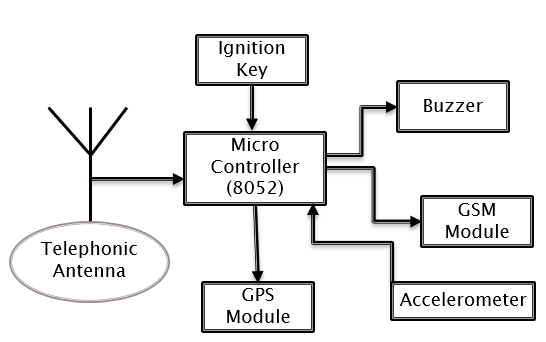 Ignition
Key
Buzzer
Micro
Controller
(8052)
GSM
Module
Telephonic
Antenna
GPS
Module
Accelerometer